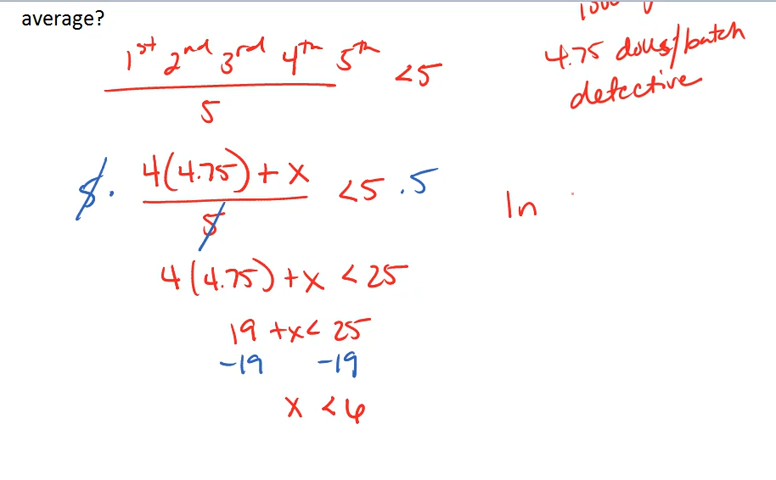 average?
1st 2nd 3rd 4th 5th <5
5
4.75 dolls/batch
defective
5. 4(4.75)+x <5 .5
5
In
4(4.75)+x <25
19 +x< 25
-19 -19
x <6